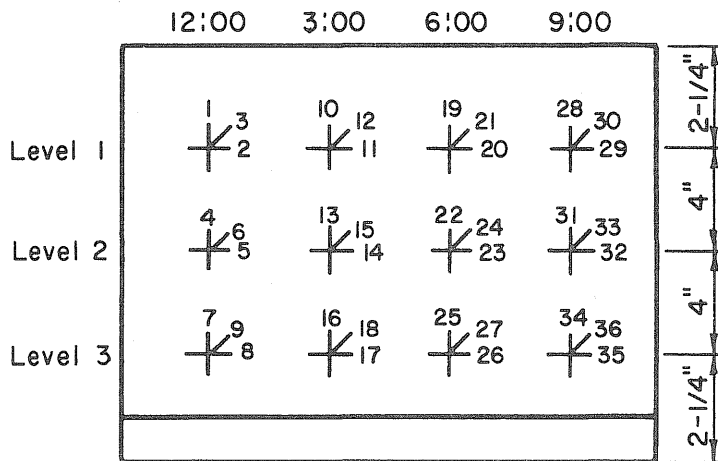 12:00 3:00 6:00 9:00
2-1/4"
1 10 19 28
3 12 21 30
Level 1 2 11 20 29
4"
4 13 22 31
6 15 24 33
Level 2 5 14 23 32
4"
7 16 25 34
9 18 27 36
Level 3 8 17 26 35
2-1/4"